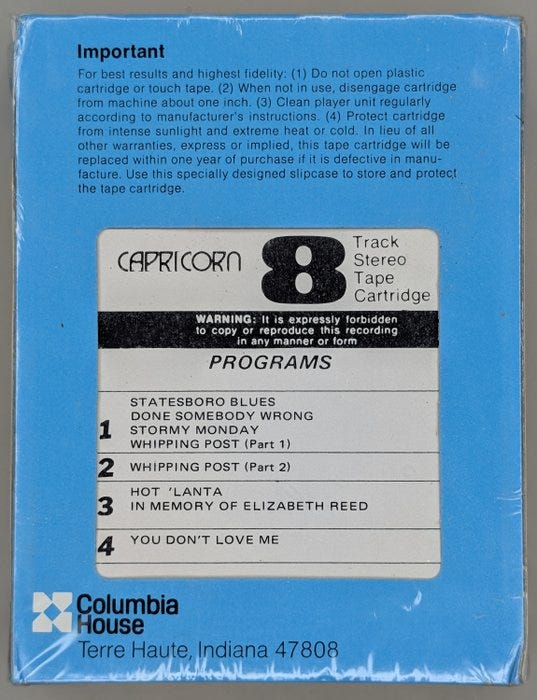 Important
For best results and highest fidelity: (1) Do not open plastic
cartridge or touch tape. (2) When not in use, disengage cartridge
from machine about one inch. (3) Clean player unit regularly
according to manufacturer's instructions. (4) Protect cartridge
from intense sunlight and extreme heat or cold. In lieu of all
other warranties, express or implied, this tape cartridge will be
replaced within one year of purchase if it is defective in manu-
facture. Use this specially designed slipcase to store and protect
the tape cartridge.
CAPRICORN
8
Track
Stereo
Tape
Cartridge
WARNING: It is expressly forbidden
to copy or reproduce this recording
in any manner or form
PROGRAMS
1
STATESBORO BLUES
DONE SOMEBODY WRONG
STORMY MONDAY
WHIPPING POST (Part 1)
2 WHIPPING POST (Part 2)
3
HOT 'LANTA
IN MEMORY OF ELIZABETH REED
4 YOU DON'T LOVE ME
Columbia
House
Terre Haute, Indiana 47808